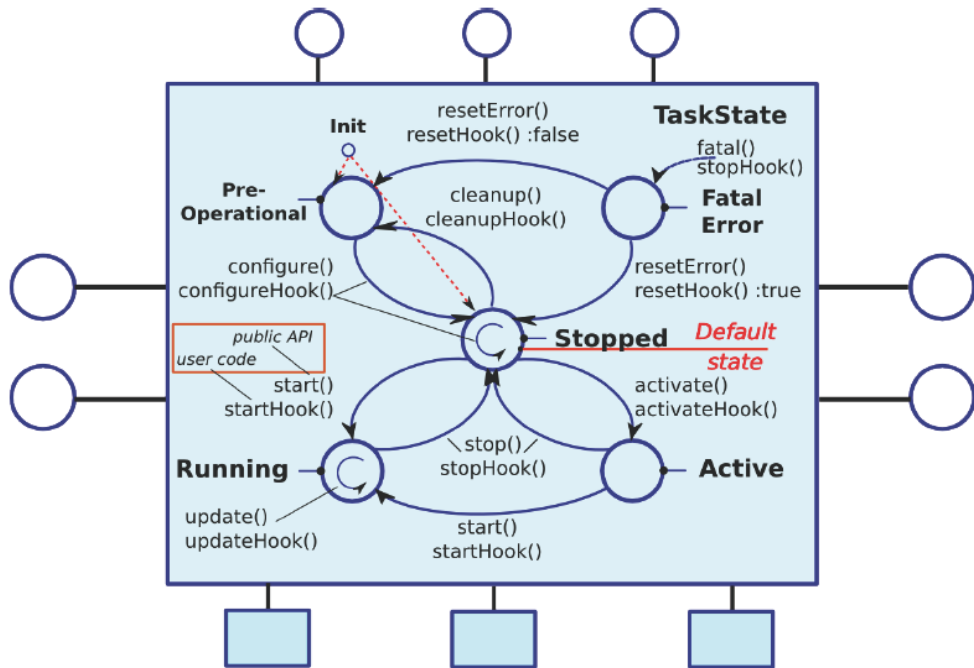 resetError()
resetHook() :false
TaskState
Init
fatal()
stopHook()
Pre-
Operational
cleanup()
cleanupHook()
Fatal
Error
configure()
configureHook()
resetError()
resetHook() :true
Stopped
Default
state
public API
user code
start()
startHook()
activate()
activateHook()
Running
stop()
stopHook()
Active
update()
updateHook()
start()
startHook()